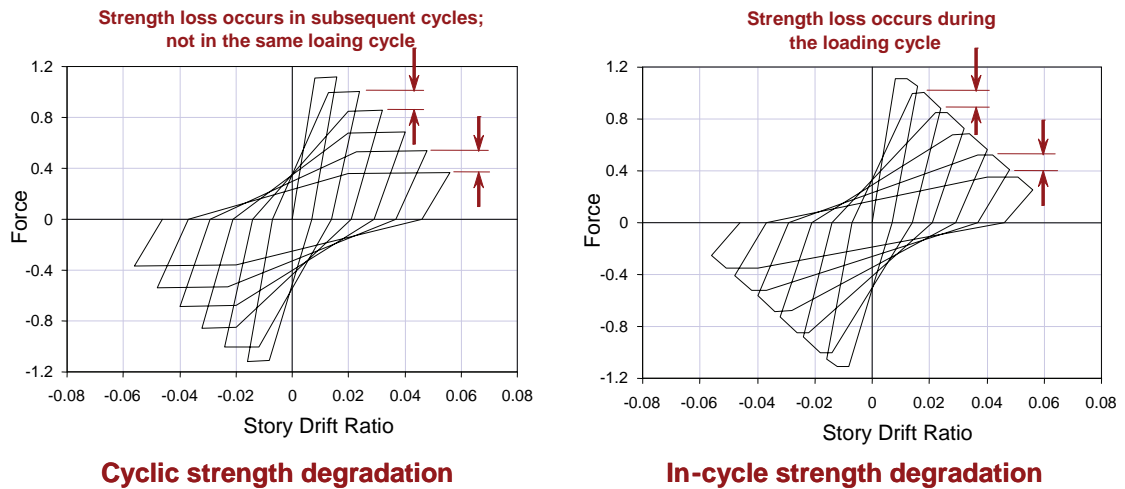 Strength loss occurs in subsequent cycles;
not in the same loaing cycle
1.2
0.8
0.4
0
-0.4
-0.8
-1.2
Force
-0.08 -0.06 -0.04 -0.02 0 0.02 0.04 0.06 0.08
Story Drift Ratio
Cyclic strength degradation
Strength loss occurs during
the loading cycle
1.2
0.8
0.4
0
-0.4
-0.8
-1.2
Force
-0.08 -0.06 -0.04 -0.02 0 0.02 0.04 0.06 0.08
Story Drift Ratio
In-cycle strength degradation